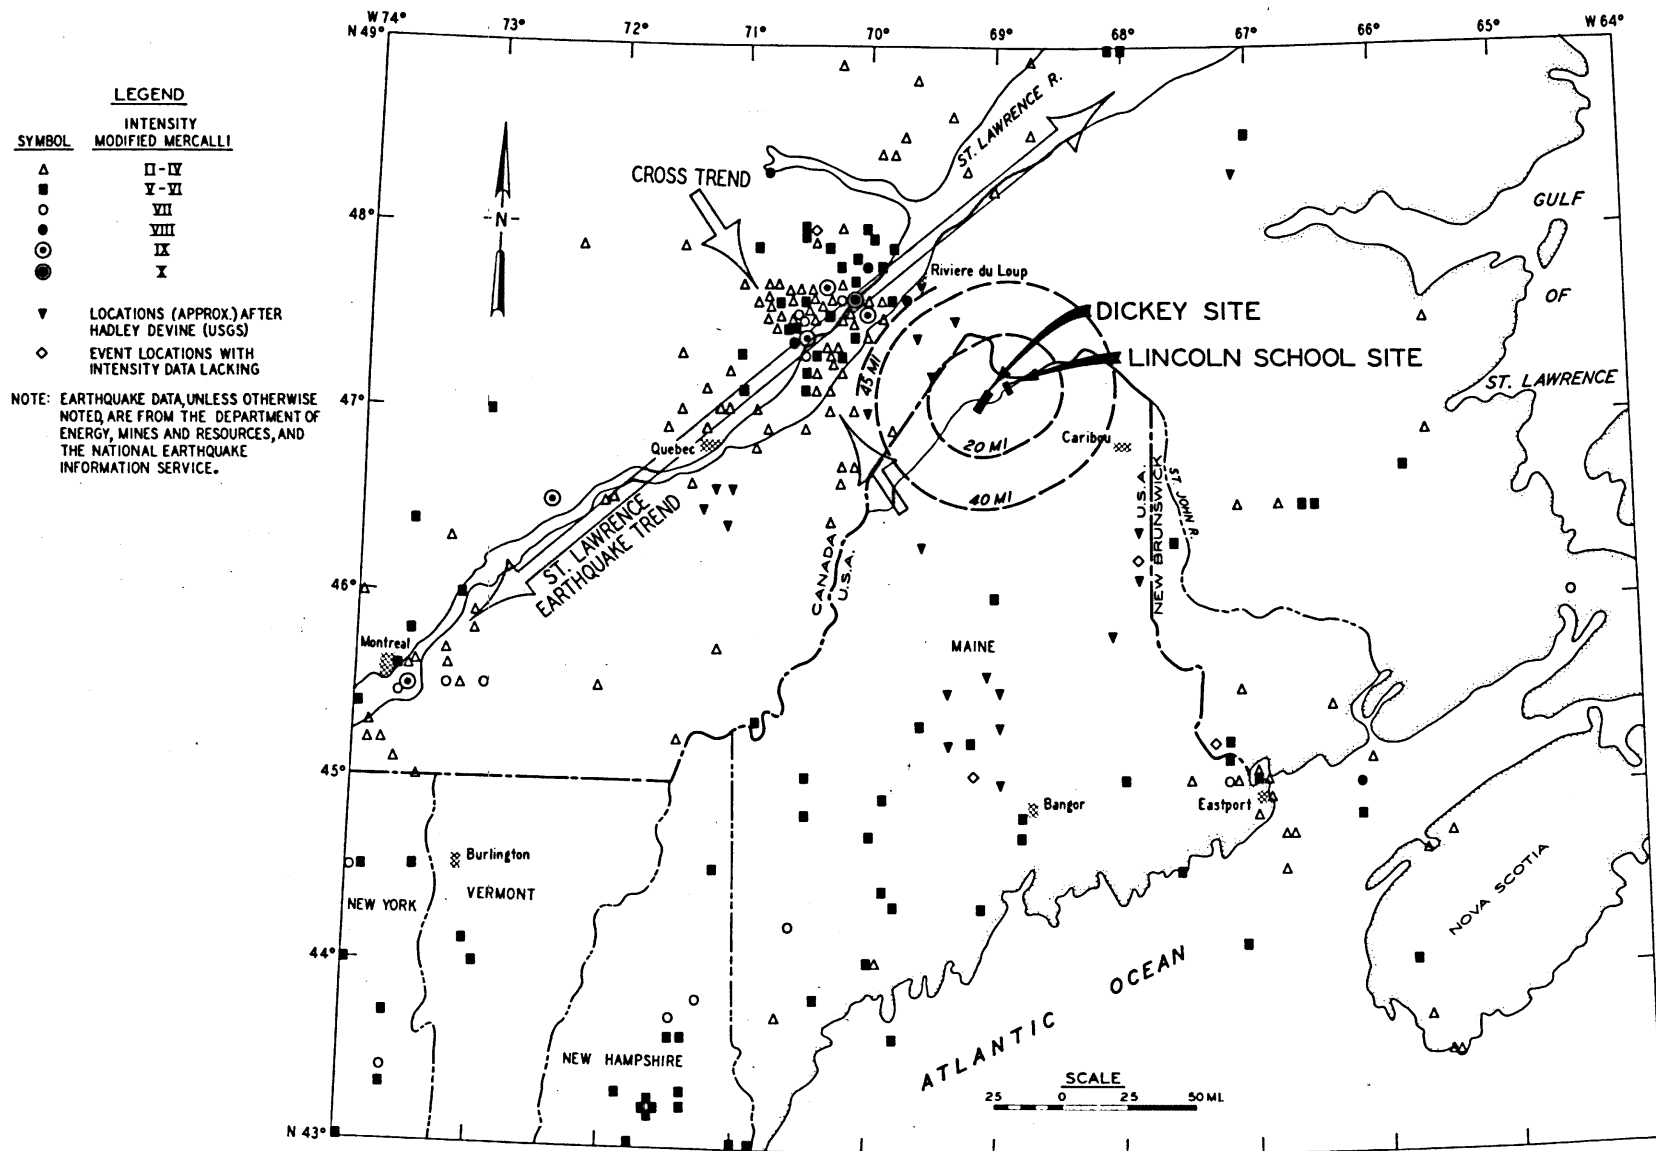 W 74°
N 49°
73°
72°
71°
70°
69°
68°
67°
66°
65°
W 64°
LEGEND
SYMBOL
INTENSITY
MODIFIED MERCALLI
II-IV
V-VI
VII
VIII
IX
X
LOCATIONS (APPROX.) AFTER
HADLEY DEVINE (USGS)
EVENT LOCATIONS WITH
INTENSITY DATA LACKING
NOTE: EARTHQUAKE DATA, UNLESS OTHERWISE
NOTED, ARE FROM THE DEPARTMENT OF
ENERGY, MINES AND RESOURCES, AND
THE NATIONAL EARTHQUAKE
INFORMATION SERVICE.
-N-
CROSS TREND
ST. LAWRENCE R.
48°
GULF
OF
ST. LAWRENCE
Riviere du Loup
DICKEY SITE
LINCOLN SCHOOL SITE
45 MI
20 MI
40 MI
47°
Quebec
Caribou
ST. LAWRENCE
EARTHQUAKE TREND
CANADA
U.S.A.
U.S.A.
NEW BRUNSWICK
ST. JOHN R.
46°
Montreal
MAINE
45°
Bangor
Eastport
Burlington
VERMONT
NEW YORK
NOVA SCOTIA
44°
ATLANTIC OCEAN
NEW HAMPSHIRE
SCALE
25 0 25 50 MI.
N 43°